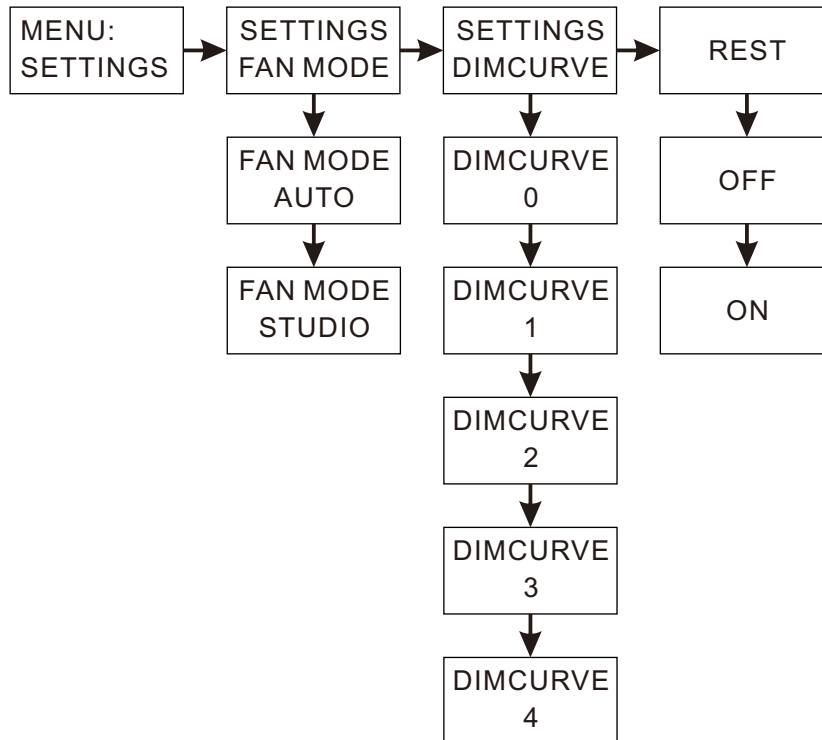 MENU:
SETTINGS
SETTINGS
FAN MODE
SETTINGS
DIMCURVE
REST
FAN MODE
AUTO
DIMCURVE
0
OFF
FAN MODE
STUDIO
DIMCURVE
1
ON
DIMCURVE
2
DIMCURVE
3
DIMCURVE
4